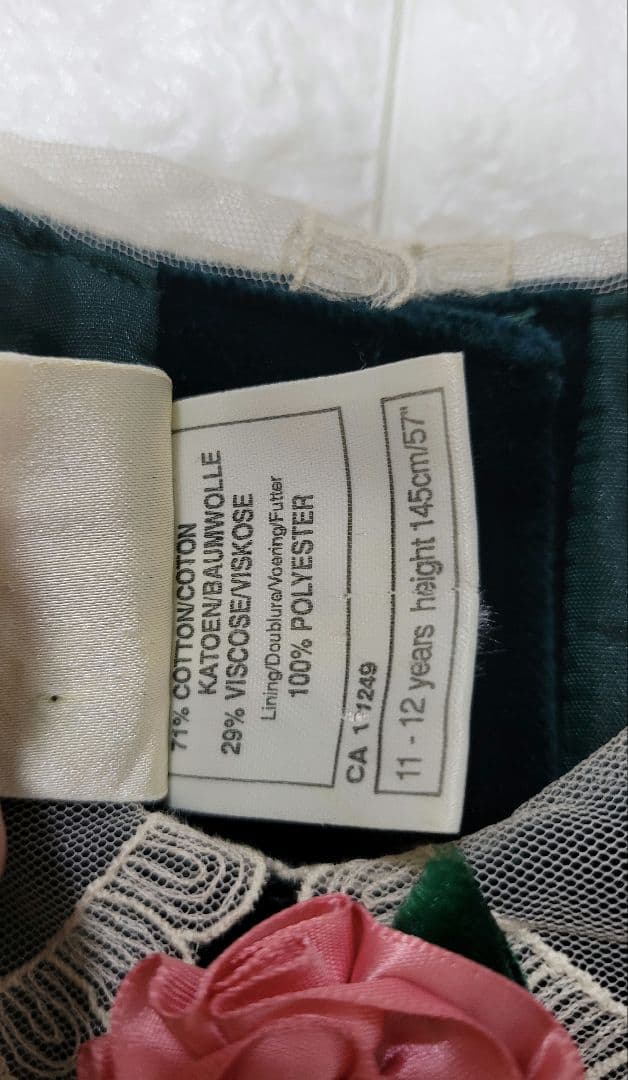 71% COTTON/COTON
KATOEN/BAUMWOLLE
29% VISCOSE/VISKOSE
Lining/Doublure/Voering/Futter
100% POLYESTER
CA
11 - 12 years height 145cm/57"